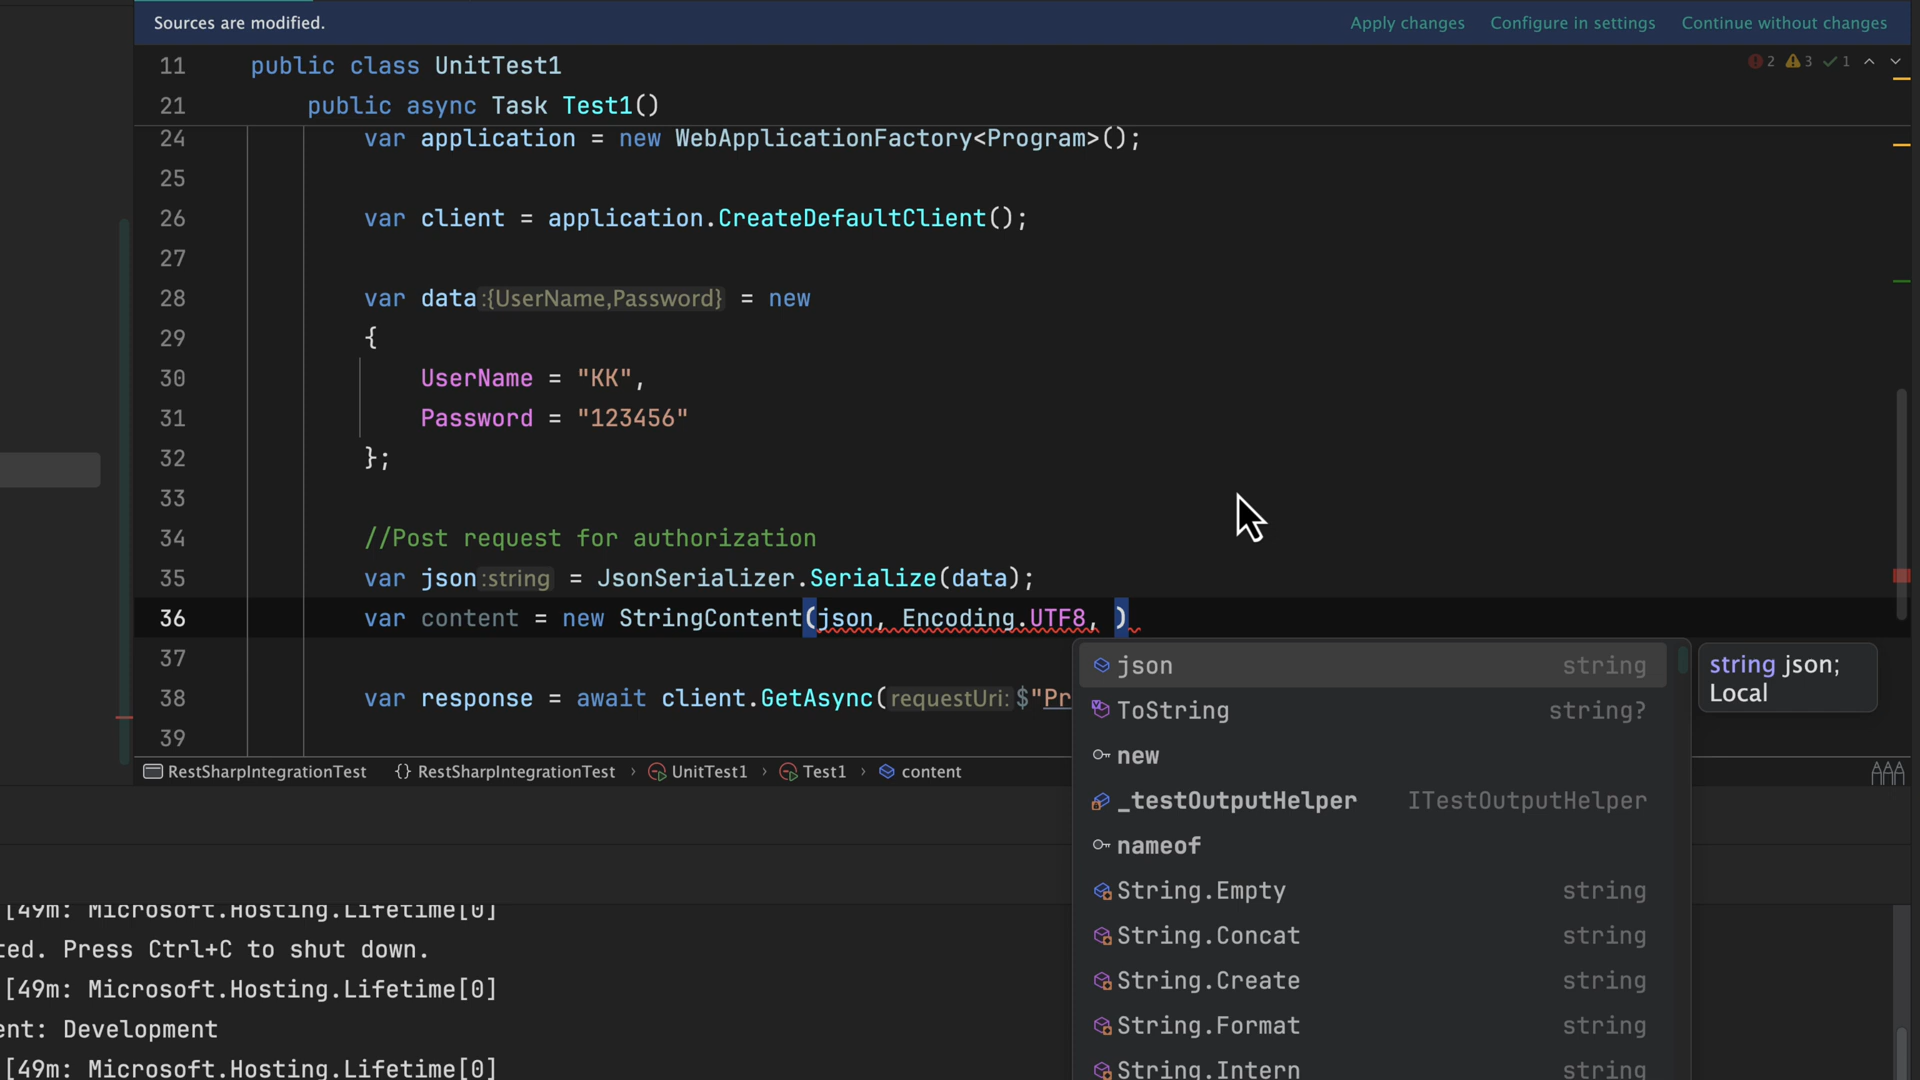 Sources are modified.
Apply changes Configure in settings Continue without changes
11 public class UnitTest1
2 3 1
21 public async Task Test1()
24 var application = new WebApplicationFactory<Program>();
25
26 var client = application.CreateDefaultClient();
27
28 var data :{UserName,Password} = new
29 {
30 UserName = "KK",
31 Password = "123456"
32 };
33
34 //Post request for authorization
35 var json :string = JsonSerializer.Serialize(data);
36 var content = new StringContent(json, Encoding.UTF8, )
37
38 var response = await client.GetAsync( requestUri: $"Pr
39
json string
ToString string?
new
_testOutputHelper ITestOutputHelper
nameof
String.Empty string
String.Concat string
String.Create string
String.Format string
String.Intern string
string json;
Local
RestSharpIntegrationTest {} RestSharpIntegrationTest › UnitTest1 › Test1 › content
[49m: Microsoft.Hosting.Lifetime[0]
ted. Press Ctrl+C to shut down.
[49m: Microsoft.Hosting.Lifetime[0]
ent: Development
[49m: Microsoft.Hosting.Lifetime[0]